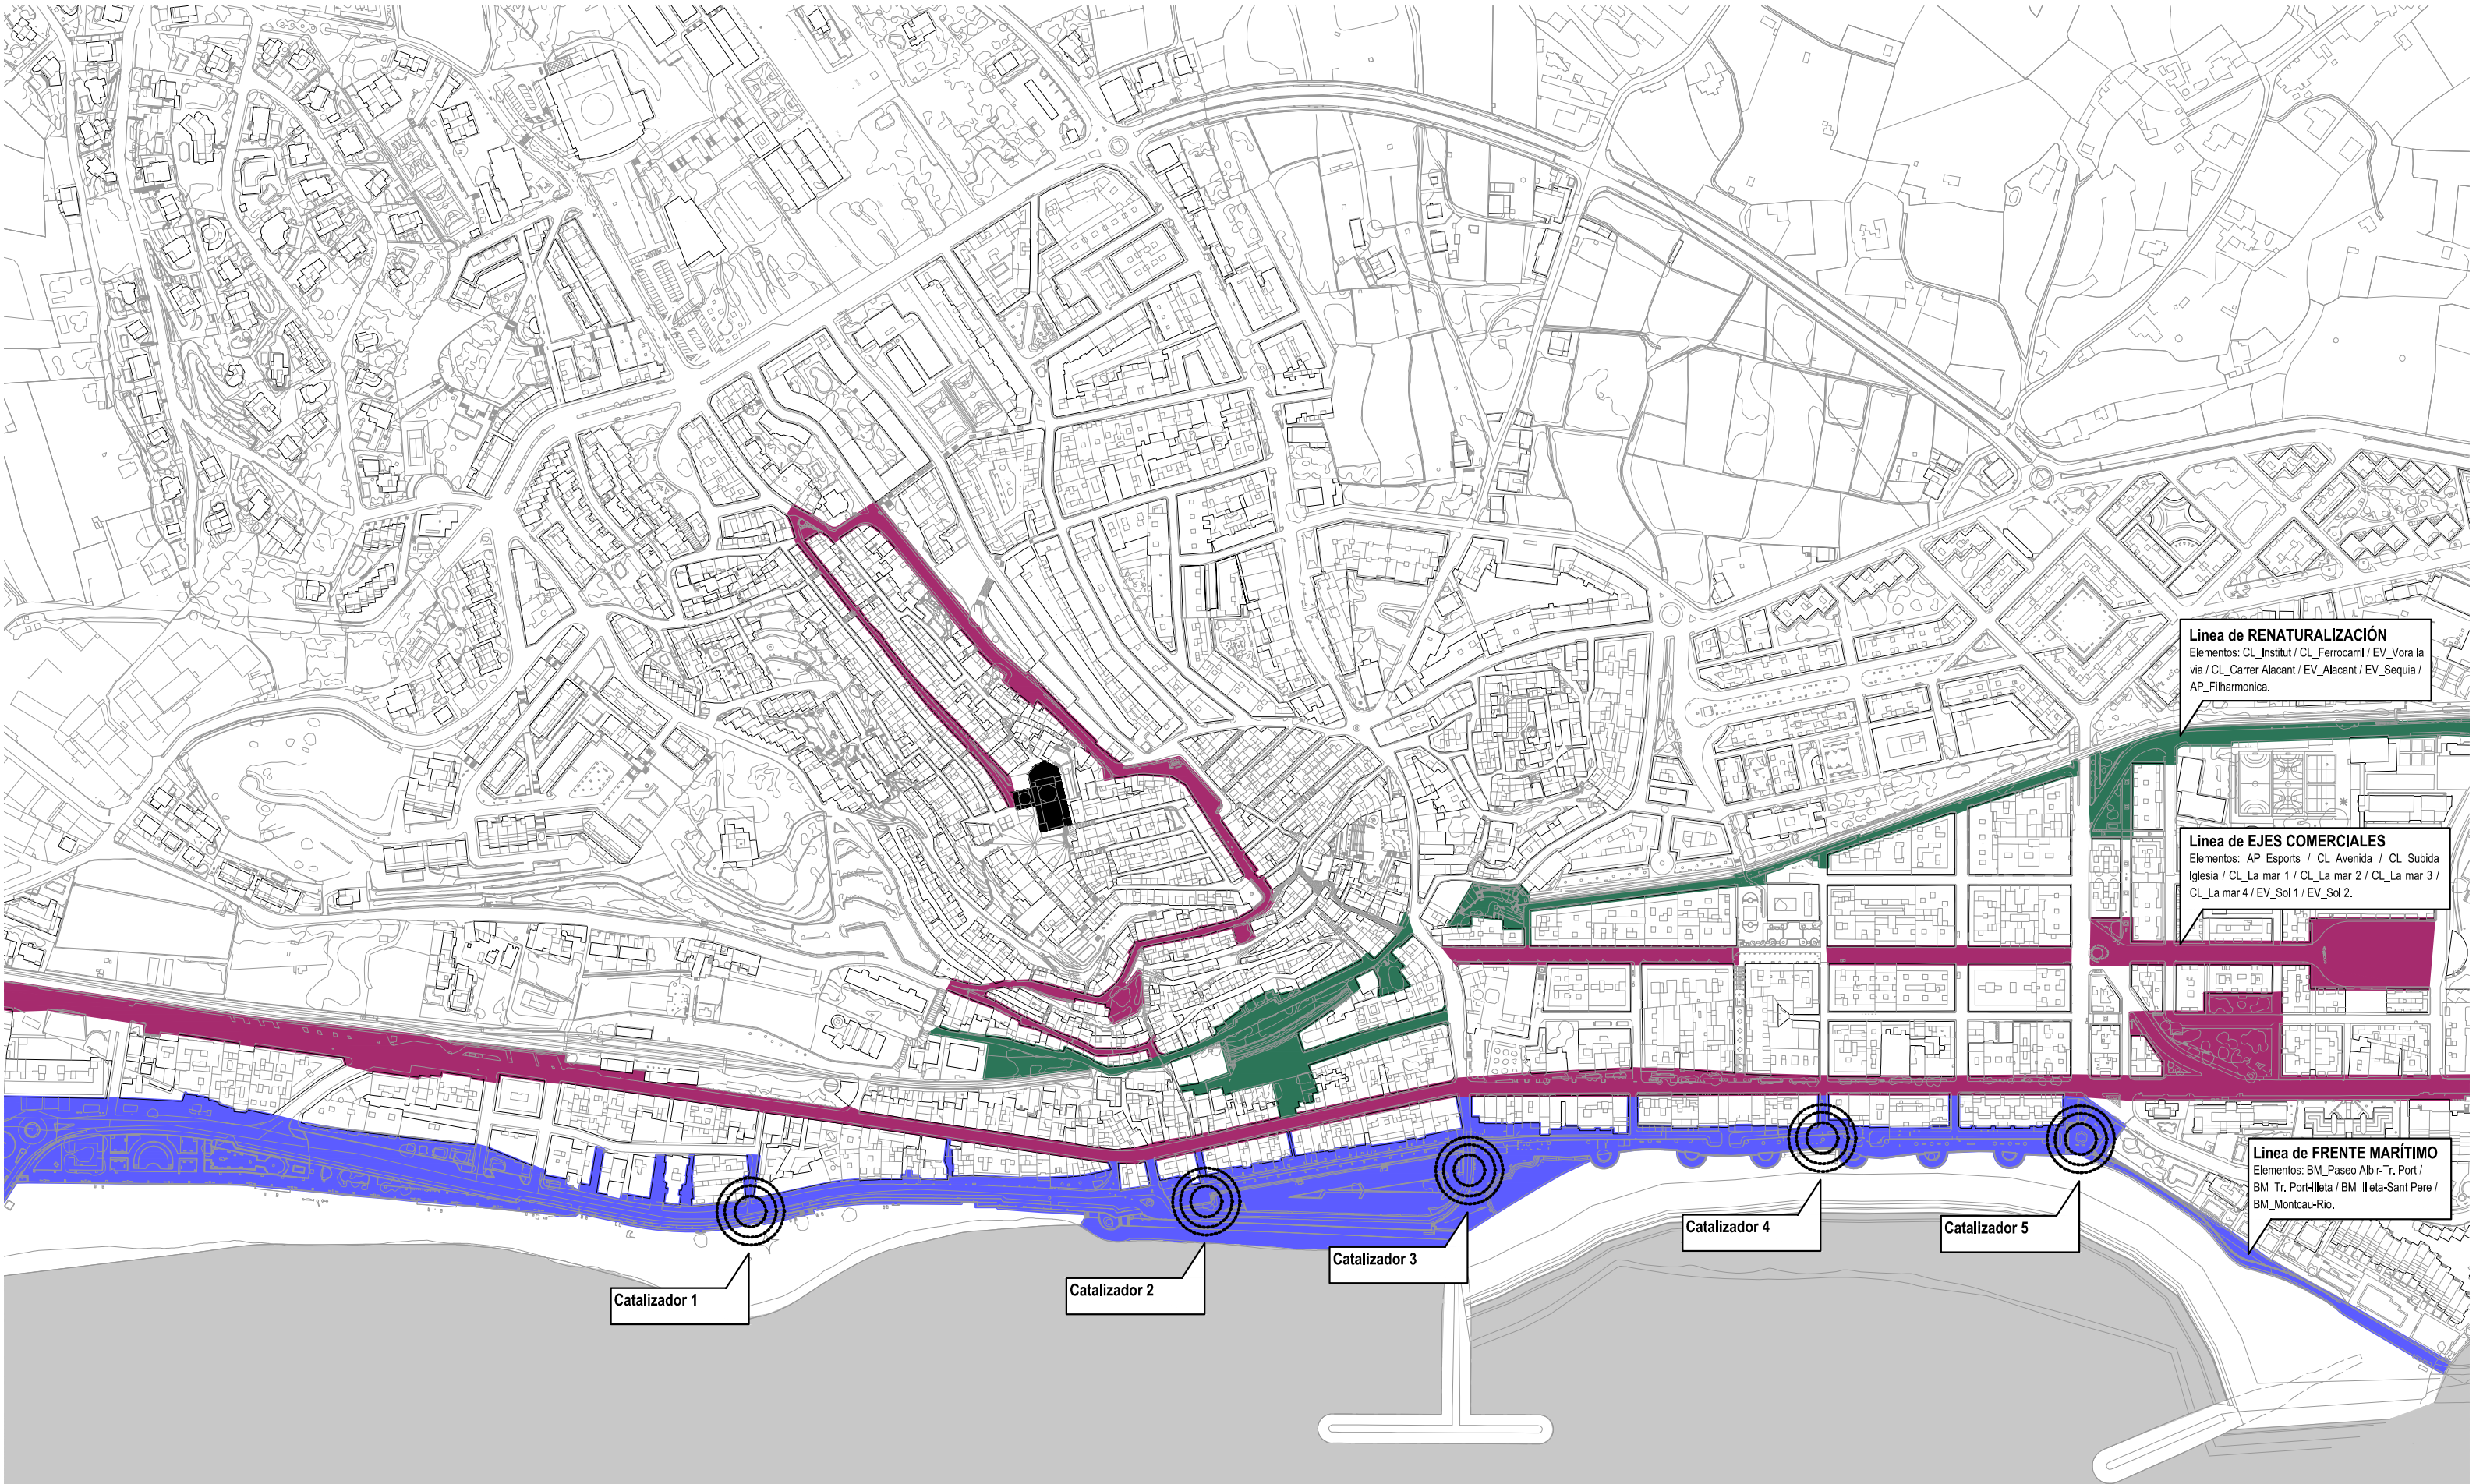 Linea de RENATURALIZACIÓN
Elementos: CL_Institut / CL_Ferrocarril / EV_Vora la
via / CL_Carrer Alacant / EV_Alacant / EV_Sequia /
AP_Filharmonica.
Linea de EJES COMERCIALES
Elementos: AP_Esports / CL_Avenida / CL_Subida
Iglesia / CL_La mar 1 / CL_La mar 2 / CL_La mar 3 /
CL_La mar 4 / EV_Sol 1 / EV_Sol 2.
Linea de FRENTE MARÍTIMO
Elementos: BM_Paseo Albir-Tr. Port /
BM_Tr. Port-Illeta / BM_Illeta-Sant Pere /
BM_Montcau-Rio.
Catalizador 4
Catalizador 5
Catalizador 3
Catalizador 2
Catalizador 1